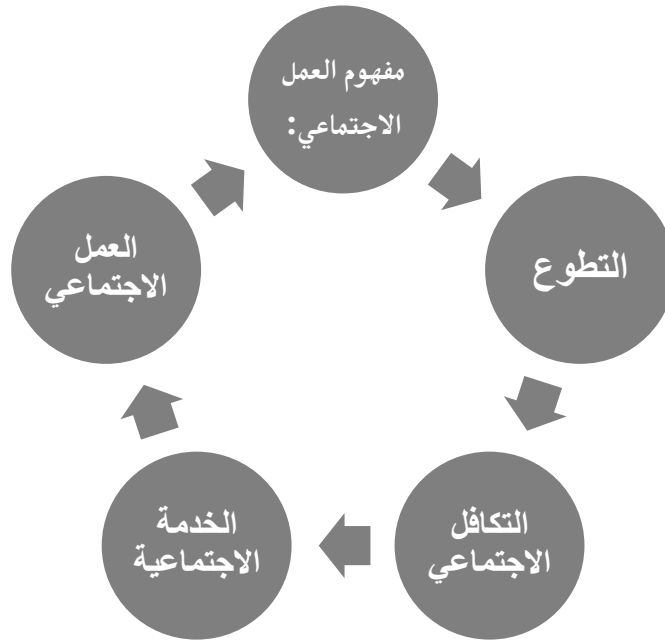 مفهوم العمل
الاجتماعي:
التطوع
التكافل
الاجتماعي
الخدمة
الاجتماعية
العمل
الاجتماعي